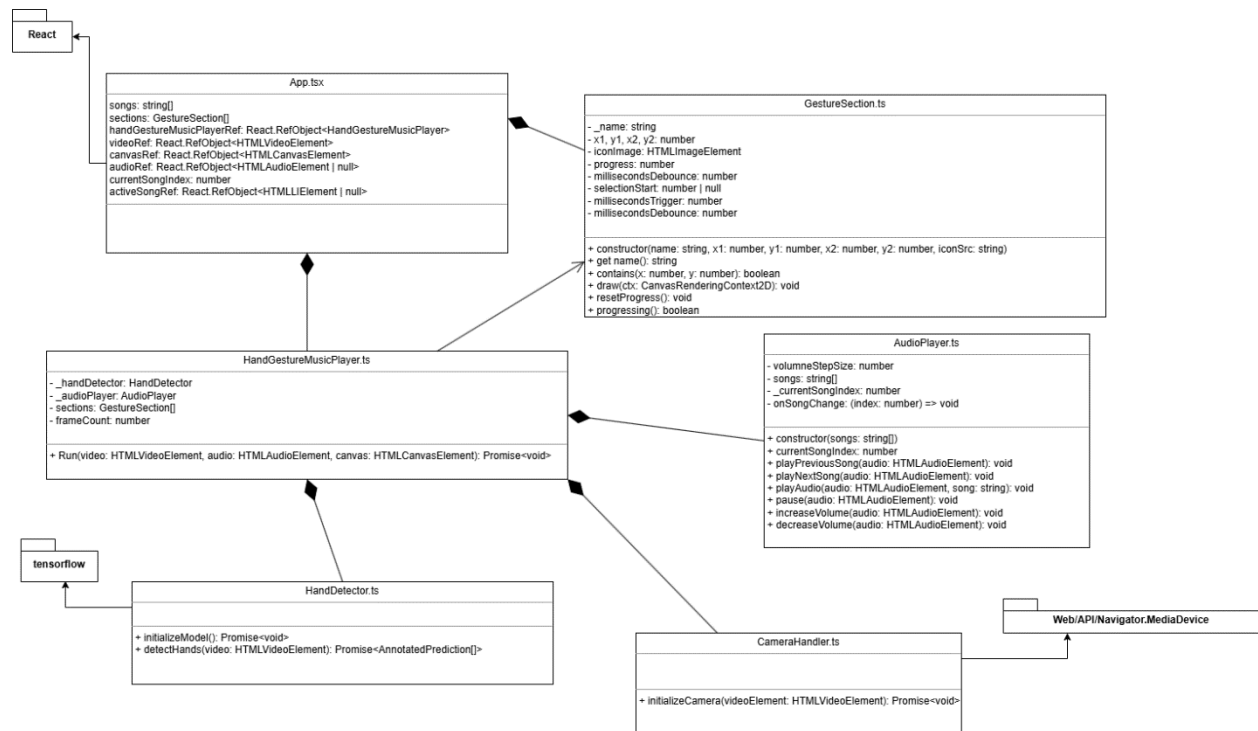 React
App.tsx
songs: string[]
sections: GestureSection[]
handGestureMusicPlayerRef: React.RefObject<HandGestureMusicPlayer>
videoRef: React.RefObject<HTMLVideoElement>
canvasRef: React.RefObject<HTMLCanvasElement>
audioRef: React.RefObject<HTMLAudioElement | null>
currentSongIndex: number
activeSongRef: React.RefObject<HTMLLIElement | null>
GestureSection.ts
- _name: string
- x1, y1, x2, y2: number
- iconImage: HTMLImageElement
- progress: number
- millisecondsDebounce: number
- selectionStart: number | null
- millisecondsTrigger: number
- millisecondsDebounce: number
+ constructor(name: string, x1: number, y1: number, x2: number, y2: number, iconSrc: string)
+ get name(): string
+ contains(x: number, y: number): boolean
+ draw(ctx: CanvasRenderingContext2D): void
+ resetProgress(): void
+ progressing(): boolean
HandGestureMusicPlayer.ts
- _handDetector: HandDetector
- _audioPlayer: AudioPlayer
- sections: GestureSection[]
- frameCount: number
+ Run(video: HTMLVideoElement, audio: HTMLAudioElement, canvas: HTMLCanvasElement): Promise<void>
AudioPlayer.ts
- volumneStepSize: number
- songs: string[]
- _currentSongIndex: number
- onSongChange: (index: number) => void
+ constructor(songs: string[])
+ currentSongIndex: number
+ playPreviousSong(audio: HTMLAudioElement): void
+ playNextSong(audio: HTMLAudioElement): void
+ playAudio(audio: HTMLAudioElement, song: string): void
+ pause(audio: HTMLAudioElement): void
+ increaseVolume(audio: HTMLAudioElement): void
+ decreaseVolume(audio: HTMLAudioElement): void
tensorflow
HandDetector.ts
+ initializeModel(): Promise<void>
+ detectHands(video: HTMLVideoElement): Promise<AnnotatedPrediction[]>
Web/API/Navigator.MediaDevice
CameraHandler.ts
+ initializeCamera(videoElement: HTMLVideoElement): Promise<void>